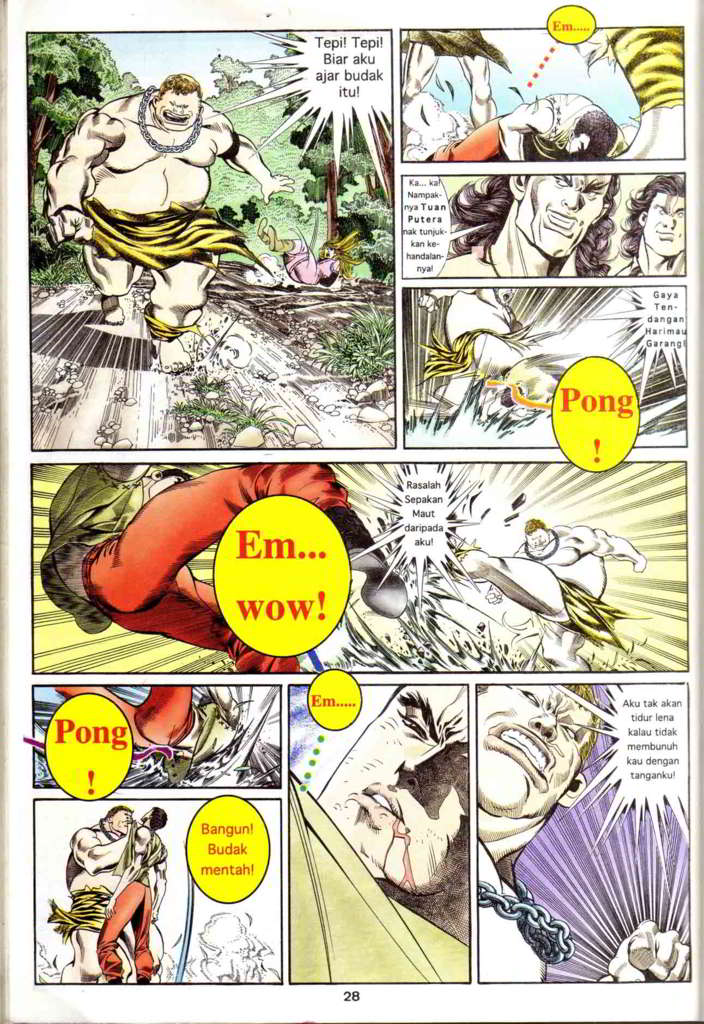 Tepi! Tepi!
Biar aku
ajar budak
itu!
Em.....
Ka... ka!
Nampak-
nya Tuan
Putera
nak tunjuk-
kan ke-
handalan-
nya!
Gaya
Ten-
dangan
Harimau
Garang!
Pong
!
Em...
wow!
Rasalah
Sepakan
Maut
daripada
aku!
Pong
!
Bangun!
Budak
mentah!
Em.....
Aku tak akan
tidur lena
kalau tidak
membunuh
kau dengan
tanganku!
28